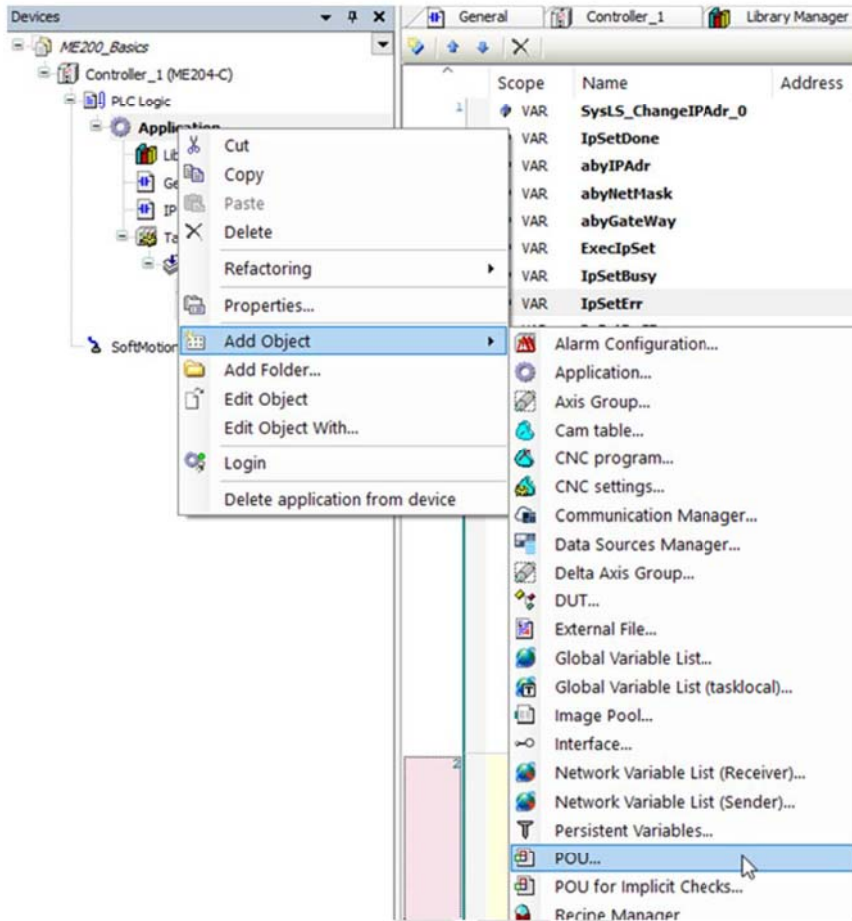 Devices
ME200_Basics
Controller_1 (ME204-C)
PLC Logic
Application
General
Controller_1
Library Manager
Scope Name Address
1
VAR SysLS_ChangeIPAdr_0
VAR IpSetDone
VAR abyIPAdr
VAR abyNetMask
VAR abyGateWay
VAR ExecIpSet
VAR IpSetBusy
VAR IpSetErr
SoftMotion
Cut
Copy
Paste
Delete
Refactoring
Properties...
Add Object
Add Folder...
Edit Object
Edit Object With...
Login
Delete application from device
Alarm Configuration...
Application...
Axis Group...
Cam table...
CNC program...
CNC settings...
Communication Manager...
Data Sources Manager...
Delta Axis Group...
DUT...
External File...
Global Variable List...
Global Variable List (tasklocal)...
Image Pool...
Interface...
Network Variable List (Receiver)...
Network Variable List (Sender)...
Persistent Variables...
POU...
POU for Implicit Checks...
Recipe Manager
2